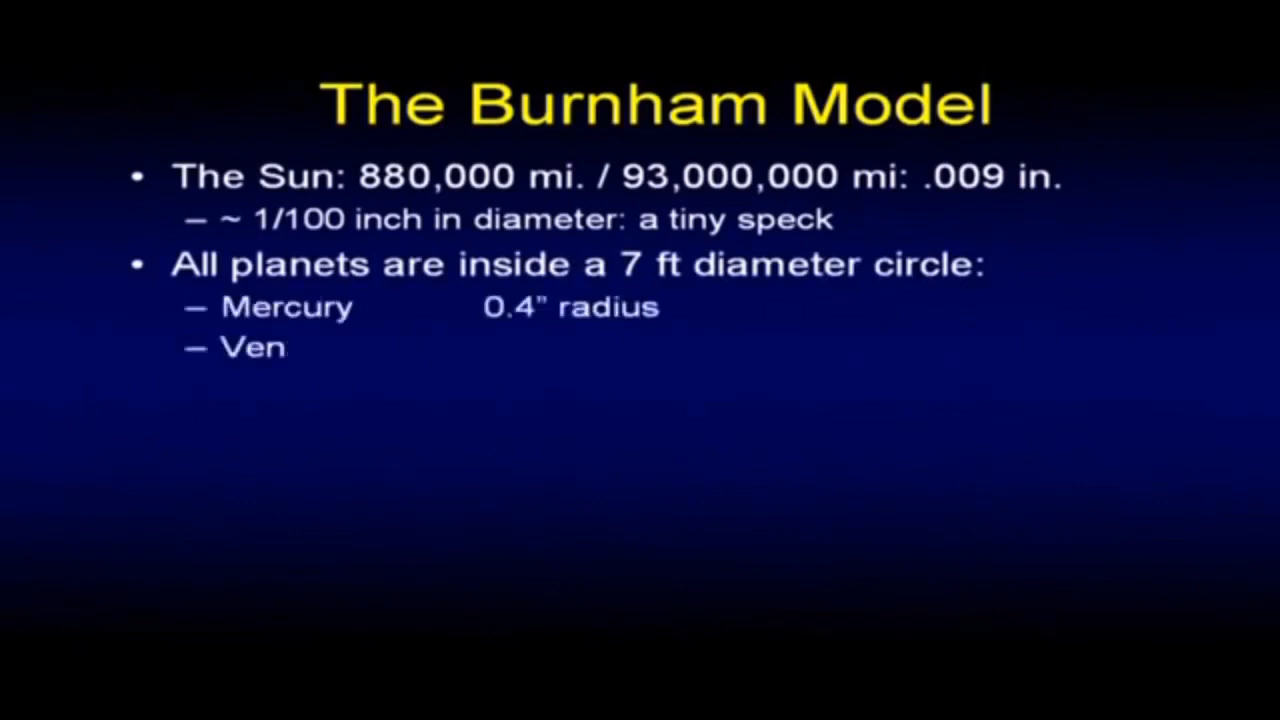 The Burnham Model
• The Sun: 880,000 mi. / 93,000,000 mi: .009 in.
– ~ 1/100 inch in diameter: a tiny speck
• All planets are inside a 7 ft diameter circle:
– Mercury 0.4" radius
– Ven